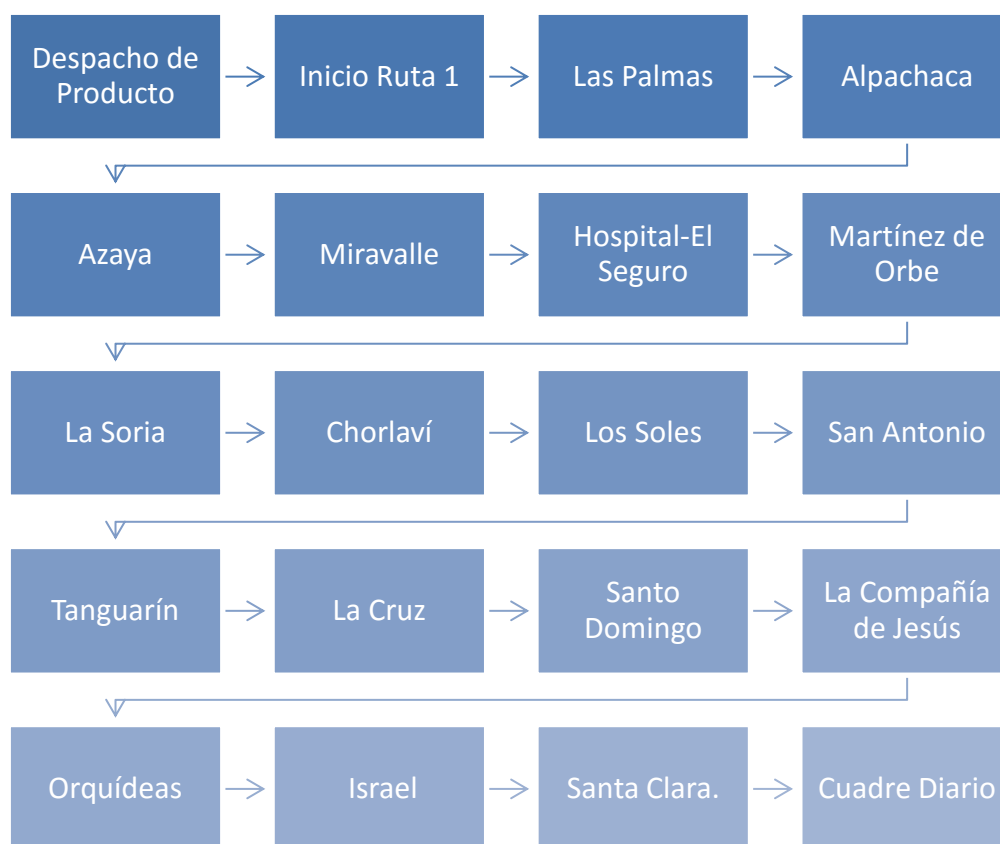 Despacho de
Producto
Inicio Ruta 1
Las Palmas
Alpachaca
Azaya
Miravalle
Hospital-El
Seguro
Martínez de
Orbe
La Soria
Chorlaví
Los Soles
San Antonio
Tanguarín
La Cruz
Santo
Domingo
La Compañía
de Jesús
Orquídeas
Israel
Santa Clara.
Cuadre Diario